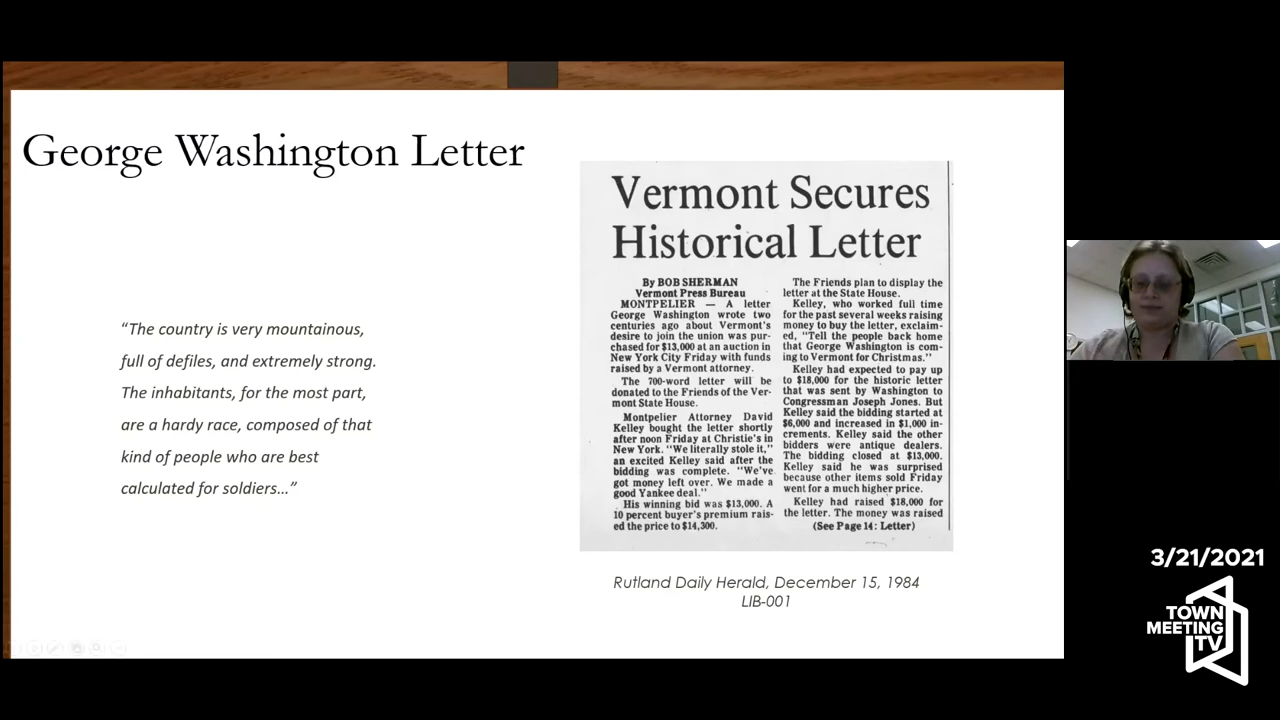 George Washington Letter
“The country is very mountainous,
full of defiles, and extremely strong.
The inhabitants, for the most part,
are a hardy race, composed of that
kind of people who are best
calculated for soldiers...”
Vermont Secures
Historical Letter
By BOB SHERMAN
Vermont Press Bureau
MONTPELIER — A letter
George Washington wrote two
centuries ago about Vermont's
desire to join the union was pur-
chased for $13,000 at an auction in
New York City Friday with funds
raised by a Vermont attorney.
The 700-word letter will be
donated to the Friends of the Ver-
mont State House.
Montpelier Attorney David
Kelley bought the letter shortly
after noon Friday at Christie's in
New York. "We literally stole it,"
an excited Kelley said after the
bidding was complete. "We've
got money left over. We made a
good Yankee deal."
His winning bid was $13,000. A
10 percent buyer's premium rais-
ed the price to $14,300.
The Friends plan to display the
letter at the State House.
Kelley, who worked full time
for the past several weeks raising
money to buy the letter, exclaim-
ed, "Tell the people back home
that George Washington is com-
ing to Vermont for Christmas."
Kelley had expected to pay up
to $18,000 for the historic letter
that was sent by Washington to
Congressman Joseph Jones. But
Kelley said the bidding started at
$6,000 and increased in $1,000 in-
crements. Kelley said the other
bidders were antique dealers.
The bidding closed at $13,000.
Kelley said he was surprised
because other items sold Friday
went for a much higher price.
Kelley had raised $18,000 for
the letter. The money was raised
(See Page 14: Letter)
Rutland Daily Herald, December 15, 1984
LIB-001
3/21/2021
TOWN
MEETING
TV